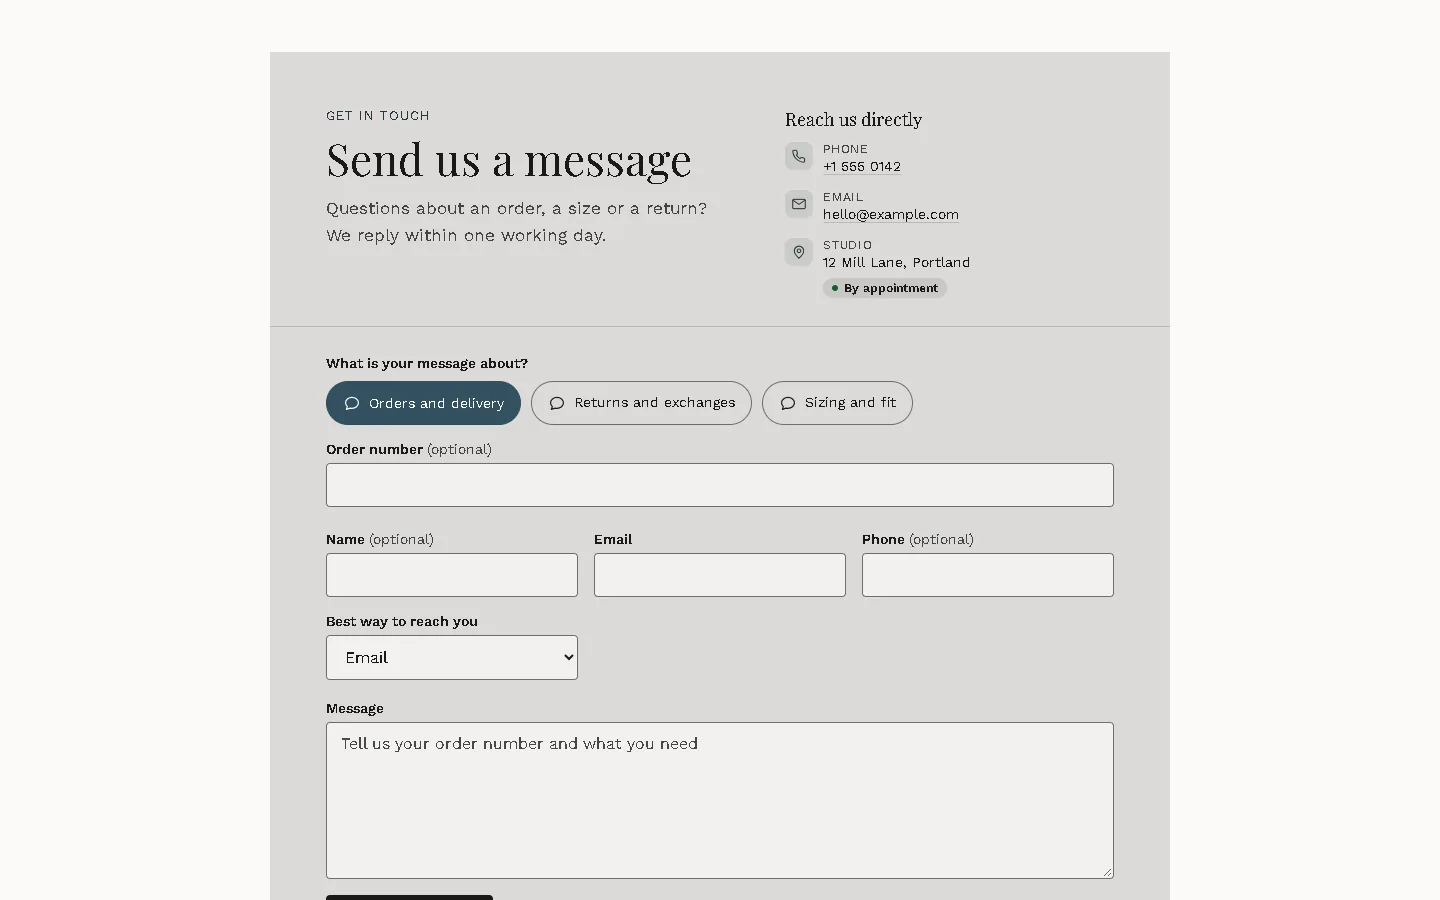 GET IN TOUCH
Send us a message
Questions about an order, a size or a return?
We reply within one working day.
Reach us directly
PHONE
+1 555 0142
EMAIL
hello@example.com
STUDIO
12 Mill Lane, Portland
By appointment
What is your message about?
Orders and delivery
Returns and exchanges
Sizing and fit
Order number (optional)
Name (optional)
Email
Phone (optional)
Best way to reach you
Email
Message
Tell us your order number and what you need